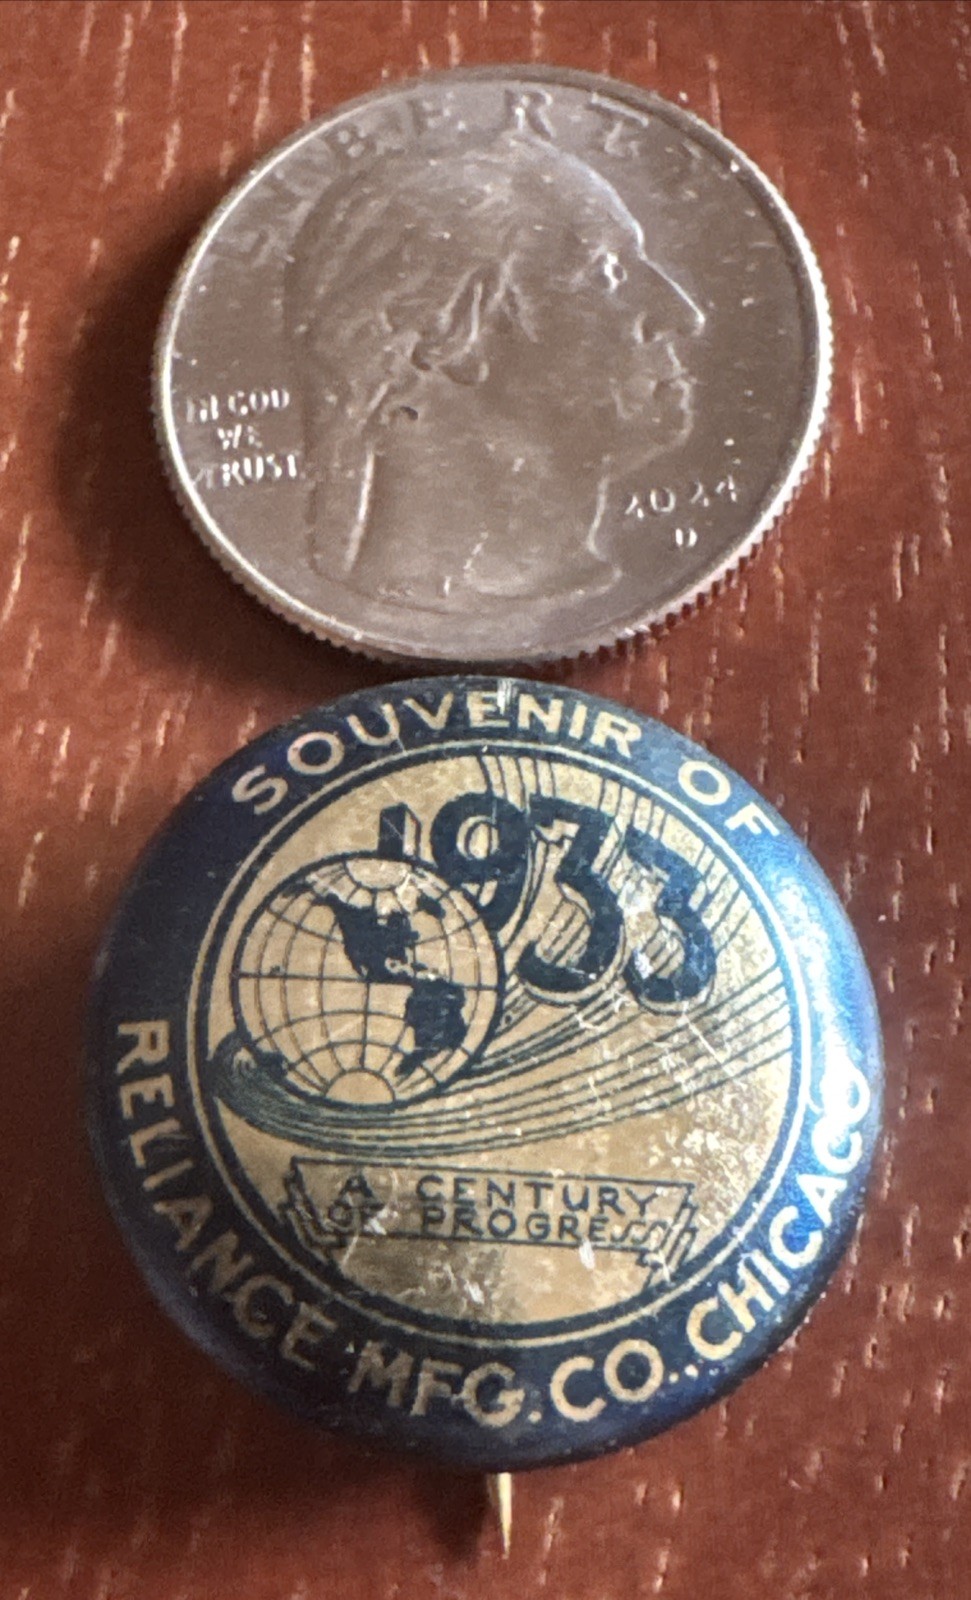 LIBERTY
IN GOD
WE
TRUST
2024
D
SOUVENIR OF
1933
A CENTURY
OF PROGRESS
RELIANCE MFG. CO., CHICAGO